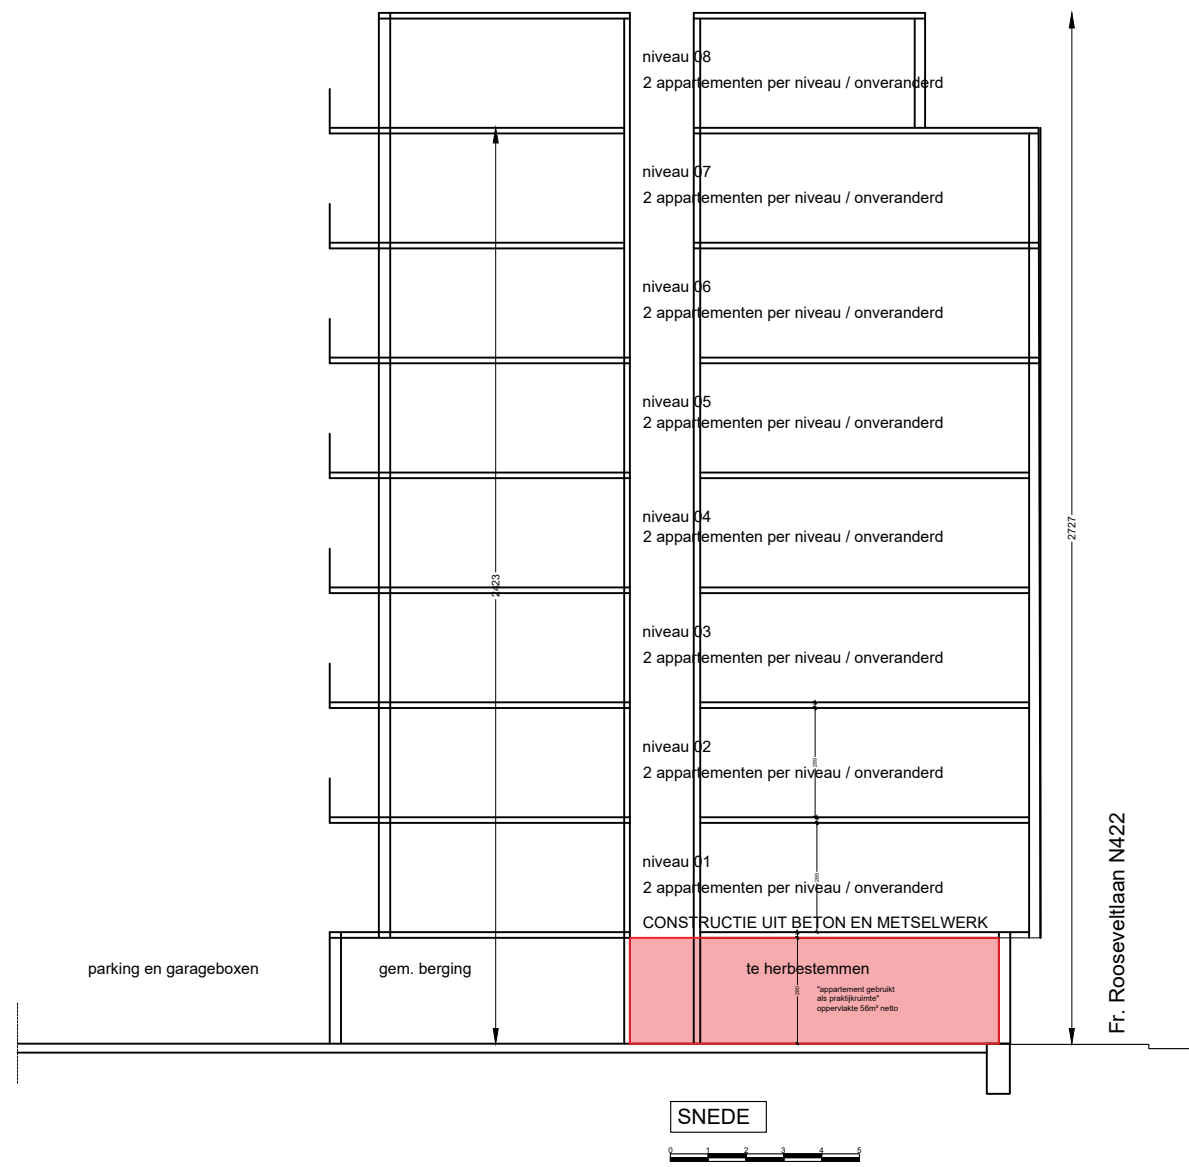 niveau 08
2 appartementen per niveau / onveranderd
niveau 07
2 appartementen per niveau / onveranderd
niveau 06
2 appartementen per niveau / onveranderd
niveau 05
2 appartementen per niveau / onveranderd
niveau 04
2 appartementen per niveau / onveranderd
2727
2423
niveau 03
2 appartementen per niveau / onveranderd
niveau 02
2 appartementen per niveau / onveranderd
niveau 01
2 appartementen per niveau / onveranderd
CONSTRUCTIE UIT BETON EN METSELWERK
Fr. Rooseveltlaan N422
parking en garageboxen
gem. berging
te herbestemmen
"appartement gebruikt
als praktijkruimte"
oppervlakte 56m² netto
SNEDE
0 1 2 3 4 5